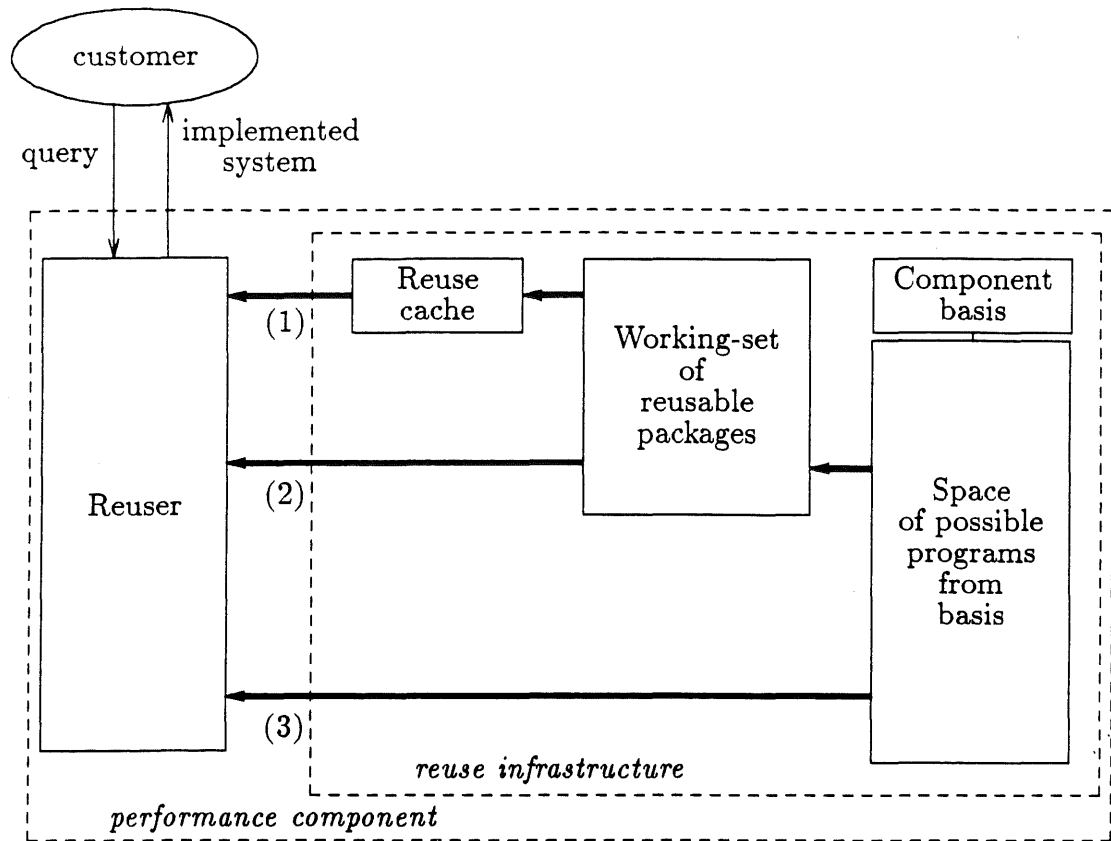 customer
query
implemented
system
Reuse
cache
(1)
Working-set
of
reusable
packages
Component
basis
(2)
Reuser
Space
of possible
programs
from
basis
(3)
reuse infrastructure
performance component